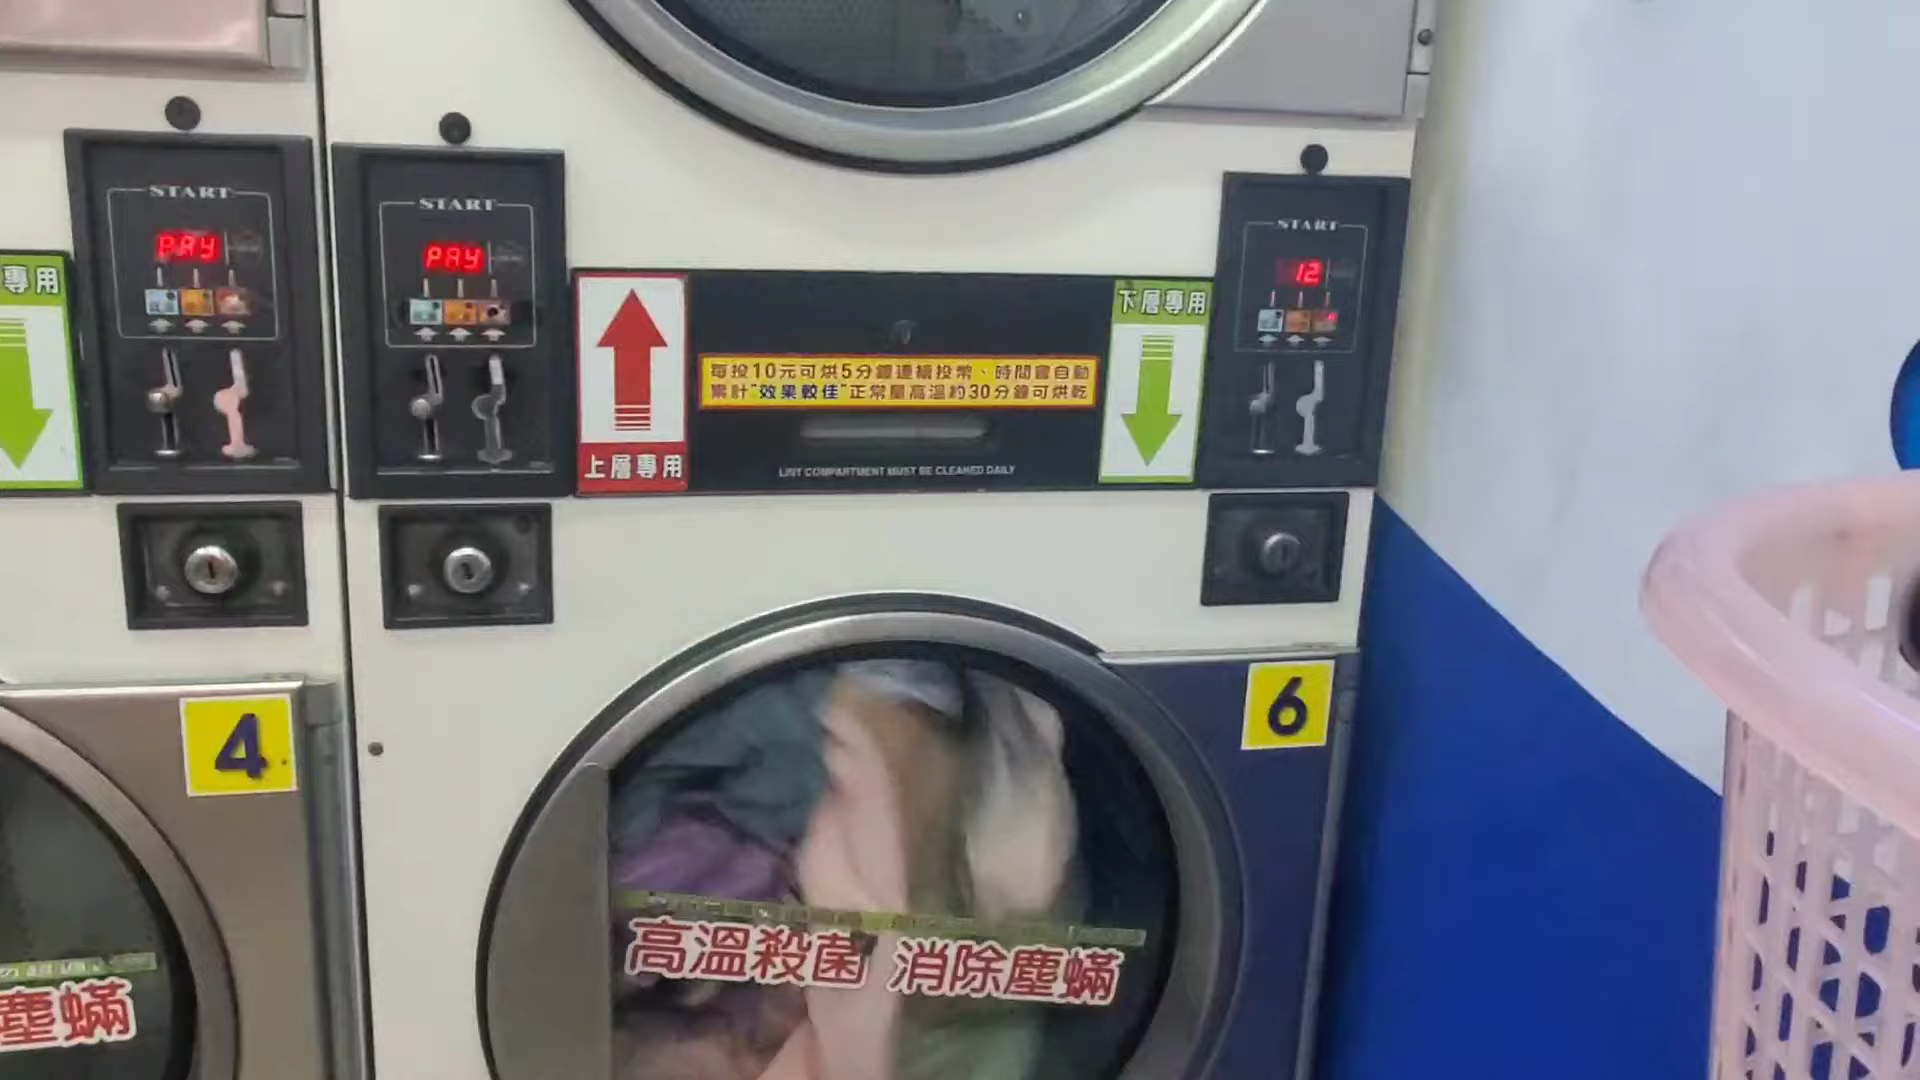 START
PAY
START
PAY
START
12
專用
上層專用
下層專用
每投10元可烘5分鐘連續投幣、時間會自動
累計"效果較佳"正常量高溫約30分鐘可烘乾
LINT COMPARTMENT MUST BE CLEANED DAILY
4
6
塵蟎
高溫殺菌 消除塵蟎